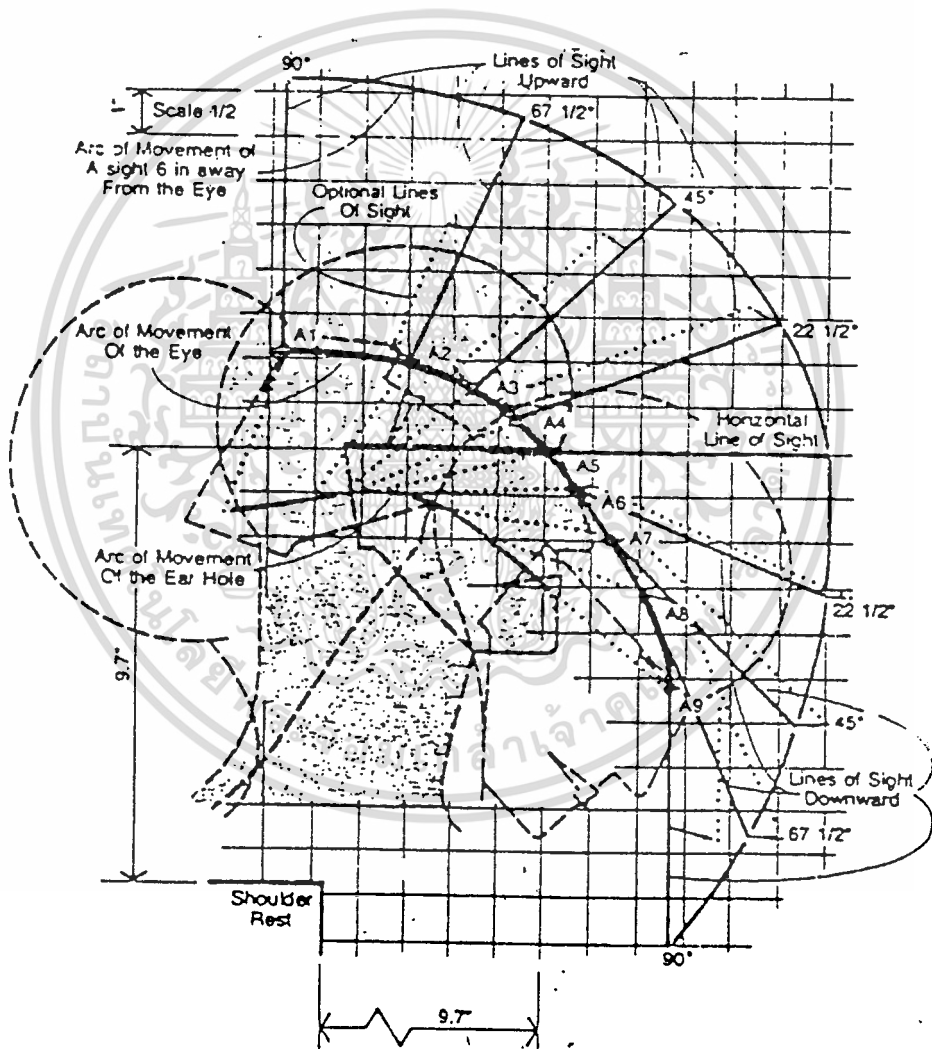 90°
Lines of Sight
Upward
1"
Scale 1/2
67 1/2°
Arc of Movement of
A sight 6 in away
From the Eye
Optional Lines
Of Sight
45°
Arc of Movement
Of the Eye
A1
A2
22 1/2°
A3
A4
Horizontal
Line of Sight
A5
A6
A7
Arc of Movement
Of the Ear Hole
A8
22 1/2°
9.7"
A9
45°
Lines of Sight
Downward
67 1/2°
Shoulder
Rest
90°
9.7"